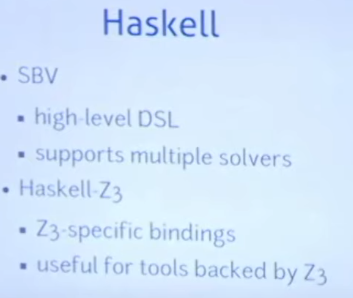 Haskell
• SBV
▪ high-level DSL
▪ supports multiple solvers
• Haskell-Z3
▪ Z3-specific bindings
▪ useful for tools backed by Z3